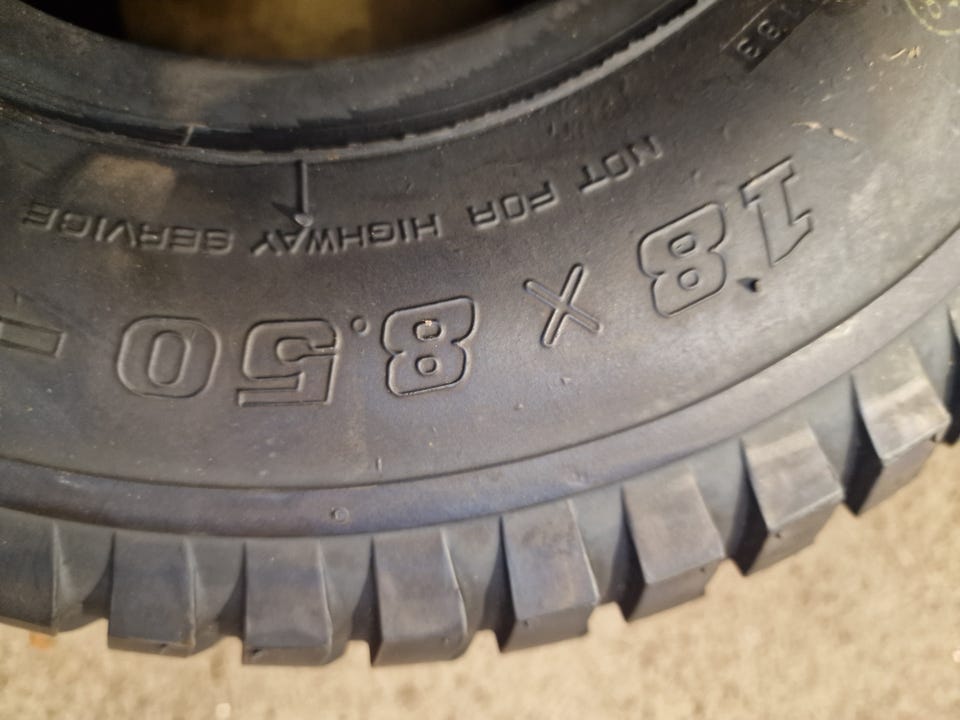 NOT FOR HIGHWAY SERVICE
18 X 8.50 -